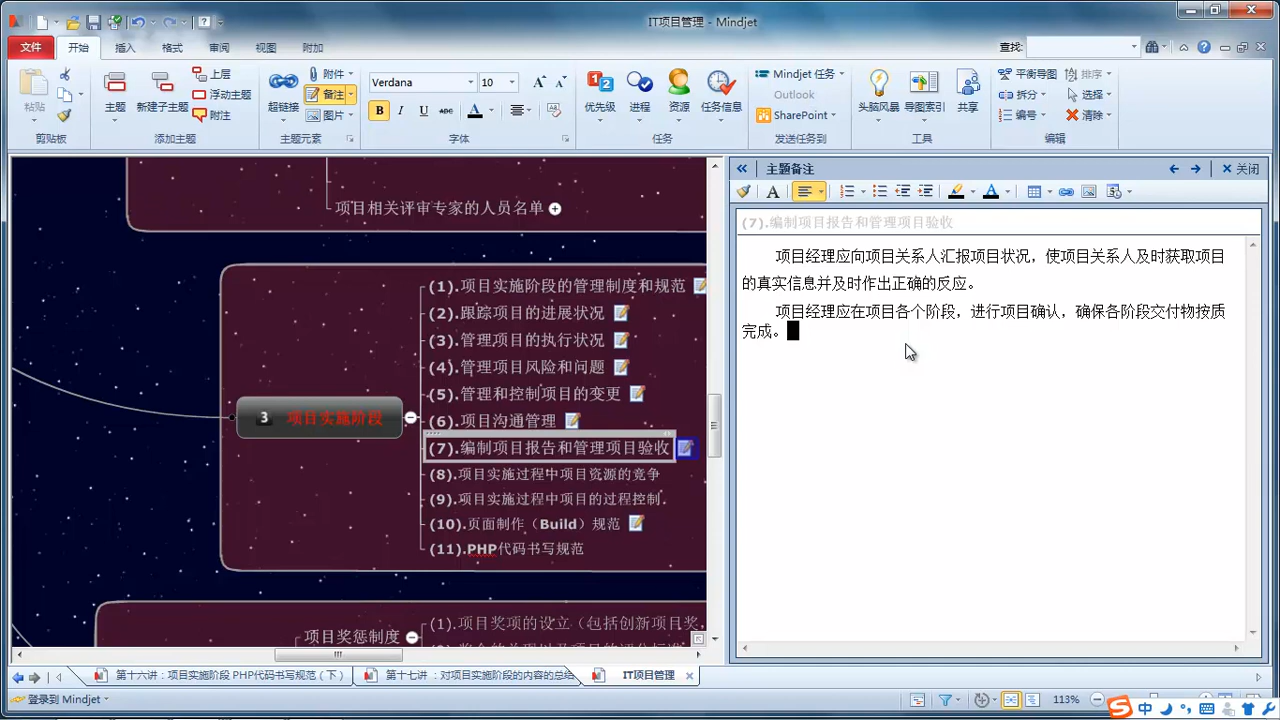 IT项目管理 - Mindjet
文件 开始 插入 格式 审阅 视图 附加 查找:
粘贴 剪贴板
主题 新建子主题 上层 浮动主题 附注 添加主题
超链接 附件 备注 图片 主题元素
Verdana 10 B I U abc A 字体
优先级 进程 资源 任务信息 任务
Mindjet 任务 Outlook SharePoint 发送任务到
头脑风暴 导图索引 共享 工具
平衡导图 排序 拆分 选择 编号 清除 编辑
项目相关评审专家的人员名单
3 项目实施阶段
(1).项目实施阶段的管理制度和规范
(2).跟踪项目的进展状况
(3).管理项目的执行状况
(4).管理项目风险和问题
(5).管理和控制项目的变更
(6).项目沟通管理
(7).编制项目报告和管理项目验收
(8).项目实施过程中项目资源的竞争
(9).项目实施过程中项目的过程控制.
(10).页面制作（Build）规范
(11).PHP代码书写规范
项目奖惩制度
(1).项目奖项的设立（包括创新项目奖,
主题备注 关闭
(7).编制项目报告和管理项目验收
项目经理应向项目关系人汇报项目状况，使项目关系人及时获取项目
的真实信息并及时作出正确的反应。
项目经理应在项目各个阶段，进行项目确认，确保各阶段交付物按质
完成。
第十六讲：项目实施阶段 PHP代码书写规范（下） 第十七讲：对项目实施阶段的内容的总结 IT项目管理
登录到 Mindjet 113% 中